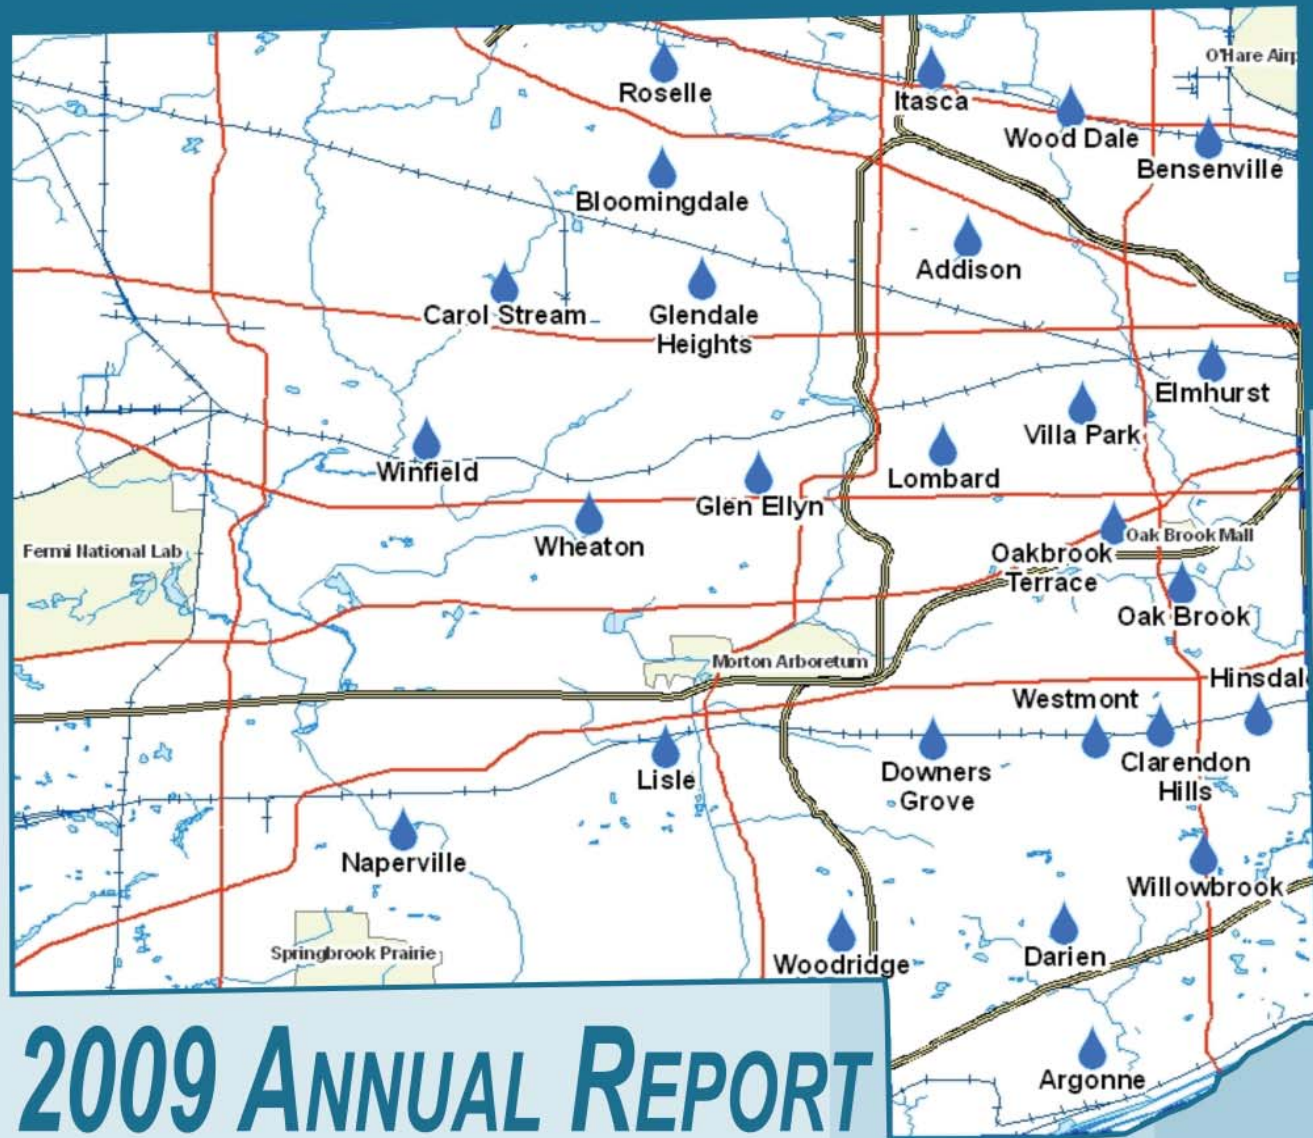 O'Hare Airp
Roselle
Itasca
Wood Dale
Bensenville
Bloomingdale
Addison
Carol Stream
Glendale
Heights
Elmhurst
Villa Park
Winfield
Lombard
Glen Ellyn
Wheaton
Fermi National Lab
Oak Brook Mall
Oakbrook
Terrace
Oak Brook
Morton Arboretum
Hinsdal
Westmont
Clarendon
Hills
Lisle
Downers
Grove
Naperville
Willowbrook
Springbrook Prairie
Woodridge
Darien
Argonne
2009 ANNUAL REPORT